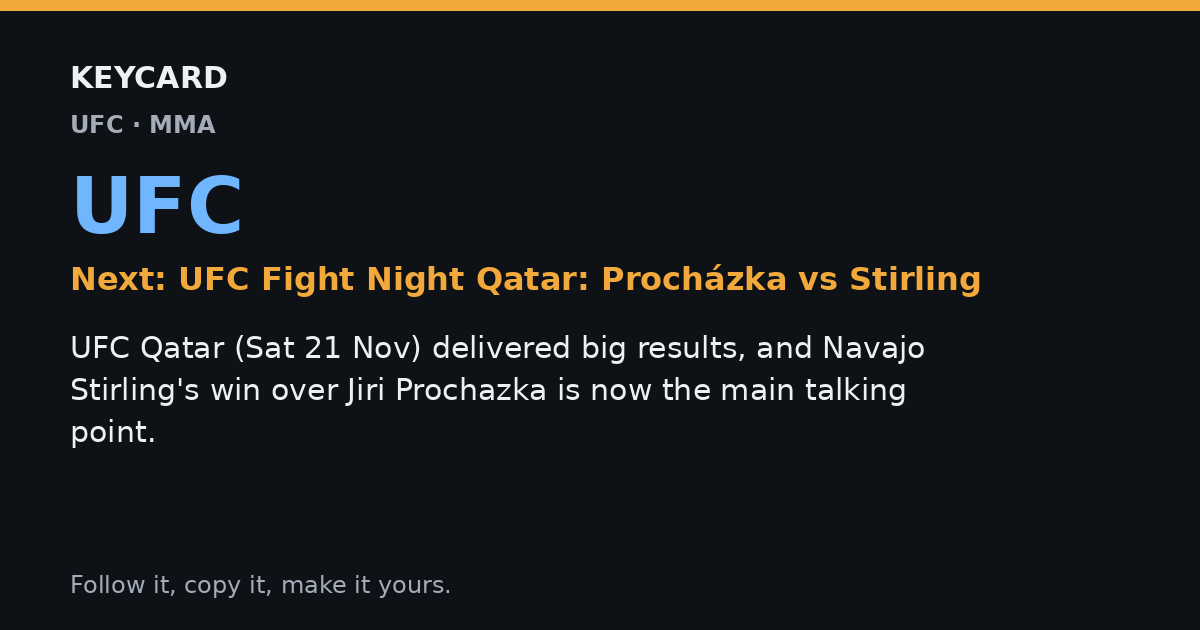 KEYCARD
UFC · MMA
UFC
Next: UFC Fight Night Qatar: Procházka vs Stirling
UFC Qatar (Sat 21 Nov) delivered big results, and Navajo
Stirling's win over Jiri Prochazka is now the main talking
point.
Follow it, copy it, make it yours.